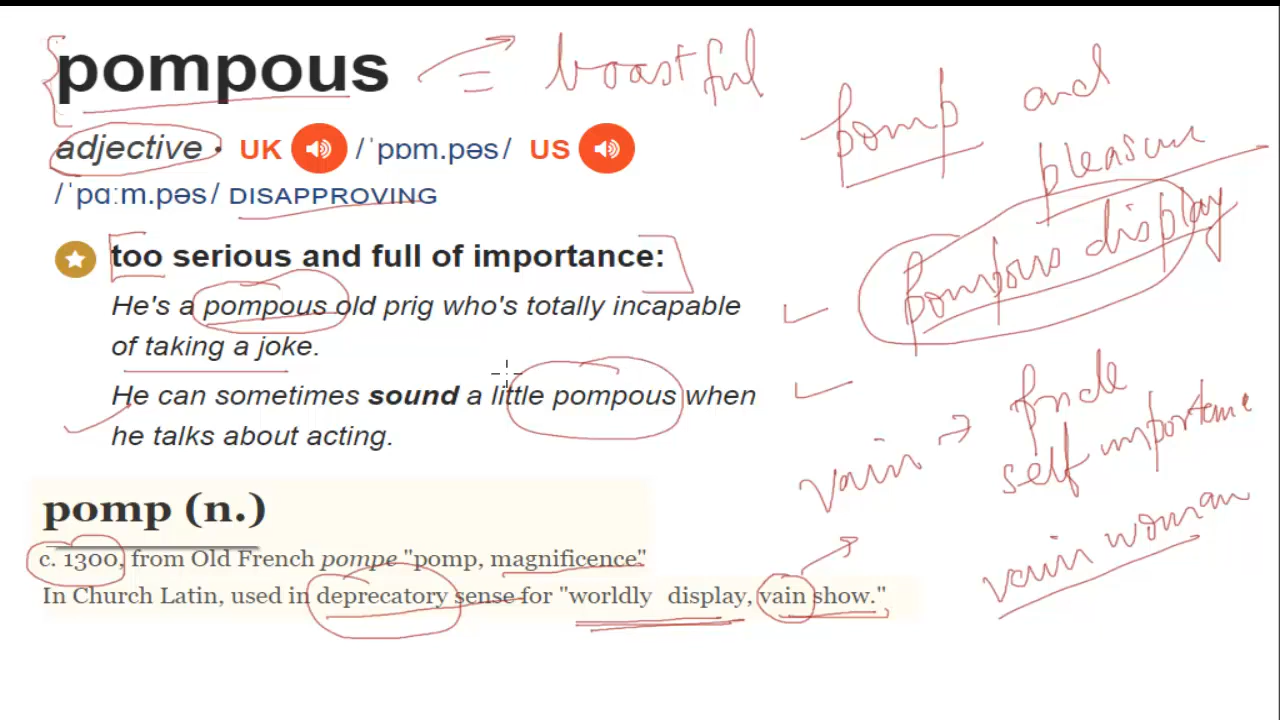 pompous = boastful
adjective • UK /ˈpɒm.pəs/ US
/ˈpɑːm.pəs/ DISAPPROVING
too serious and full of importance:
He's a pompous old prig who's totally incapable
of taking a joke.
He can sometimes sound a little pompous when
he talks about acting.
pomp (n.)
c. 1300, from Old French pompe "pomp, magnificence."
In Church Latin, used in deprecatory sense for "worldly display, vain show."
pomp and
pleasure
pompous display
vain →
self importance
vain woman